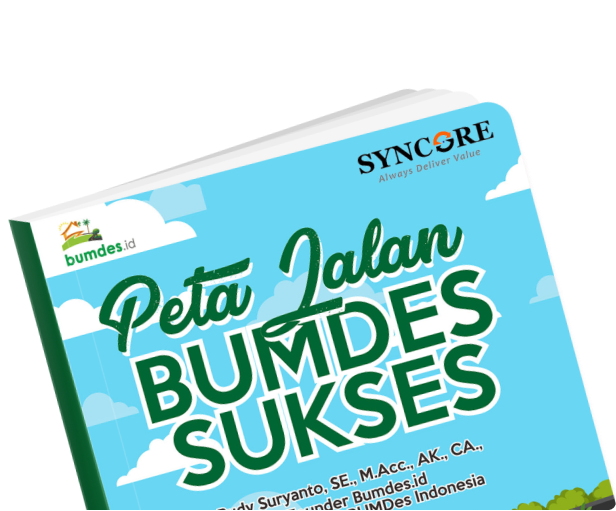 SYNCORE
Always Deliver Value
bumdes.id
Peta Jalan
BUMDES
SUKSES
Rudy Suryanto, SE., M.Acc., AK., CA.,
Bumdes.id
BUMDes Indonesia